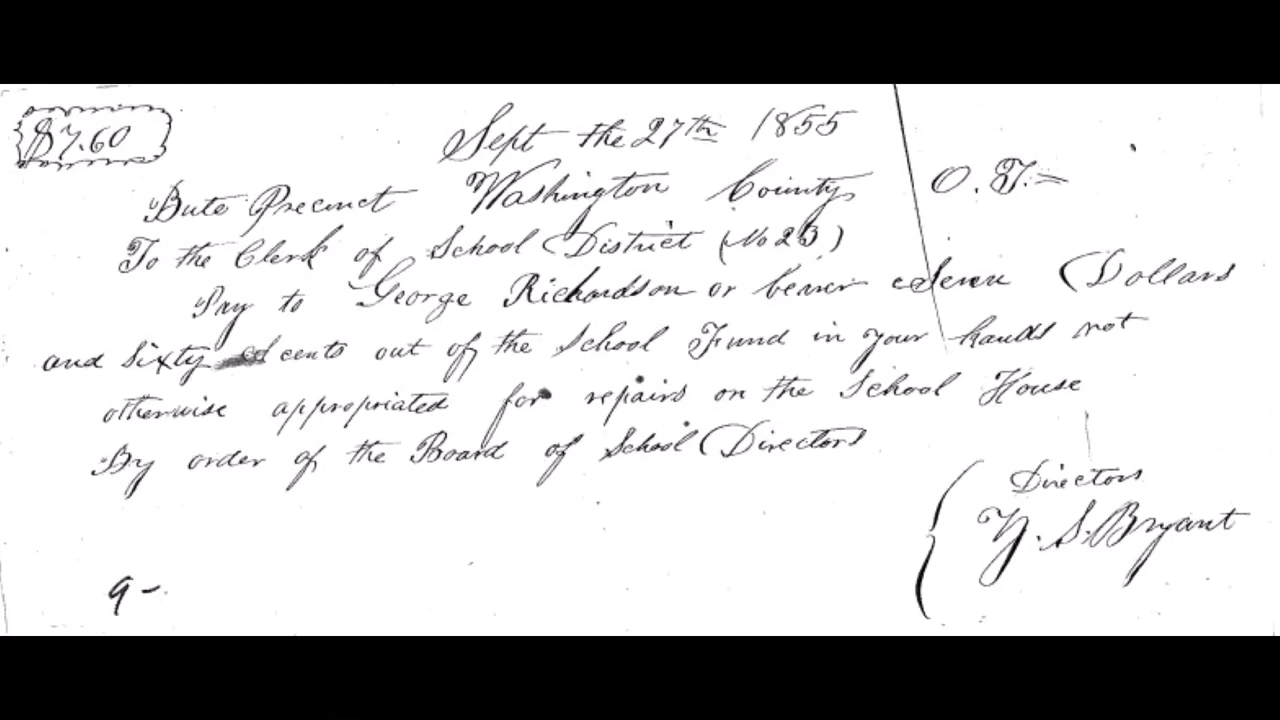 $7.60
Sept the 27th 1855
Bute Precinct Washington County O. T.
To the Clerk of School District (No 23)
Pay to George Richardson or bearer Seven Dollars
and Sixty cents out of the School Fund in your hands not
otherwise appropriated for repairs on the School House
By order of the Board of School Directors
Directors
Y. S. Bryant
9-